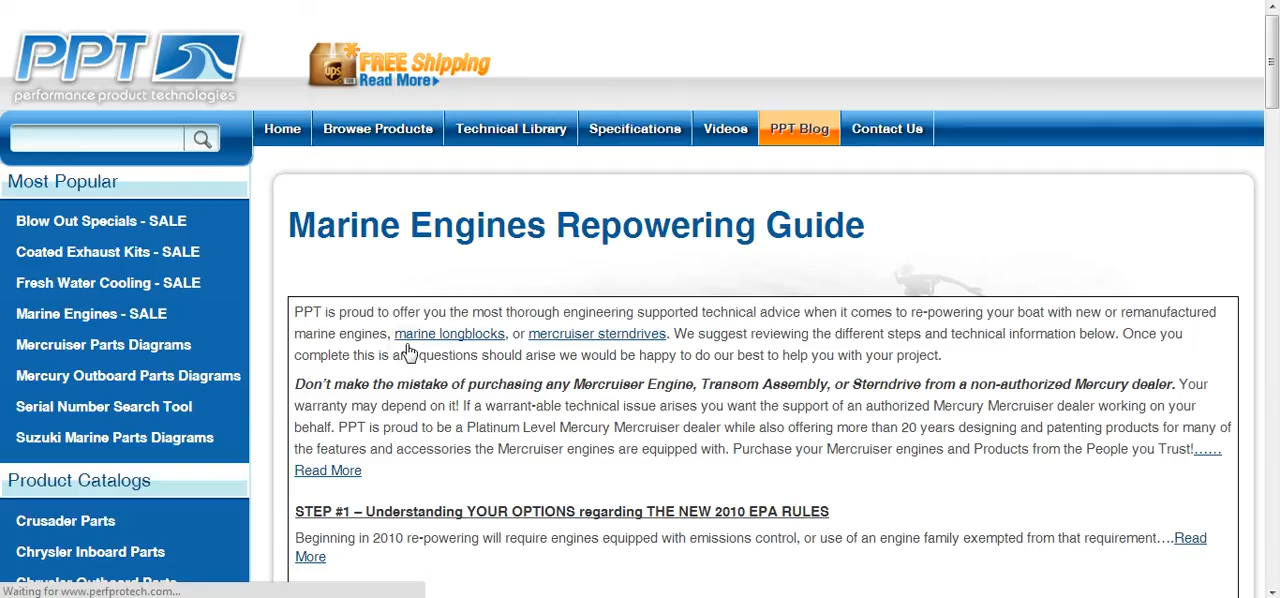 PPT
performance product technologies
ups
FREE Shipping
Read More
Home
Browse Products
Technical Library
Specifications
Videos
PPT Blog
Contact Us
Most Popular
Blow Out Specials - SALE
Coated Exhaust Kits - SALE
Fresh Water Cooling - SALE
Marine Engines - SALE
Mercruiser Parts Diagrams
Mercury Outboard Parts Diagrams
Serial Number Search Tool
Suzuki Marine Parts Diagrams
Product Catalogs
Crusader Parts
Chrysler Inboard Parts
Chrysler Outboard Parts
Marine Engines Repowering Guide
PPT is proud to offer you the most thorough engineering supported technical advice when it comes to re-powering your boat with new or remanufactured
marine engines, marine longblocks, or mercruiser sterndrives. We suggest reviewing the different steps and technical information below. Once you
complete this is questions should arise we would be happy to do our best to help you with your project.
Don't make the mistake of purchasing any Mercruiser Engine, Transom Assembly, or Sterndrive from a non-authorized Mercury dealer. Your
warranty may depend on it! If a warrant-able technical issue arises you want the support of an authorized Mercury Mercruiser dealer working on your
behalf. PPT is proud to be a Platinum Level Mercury Mercruiser dealer while also offering more than 20 years designing and patenting products for many of
the features and accessories the Mercruiser engines are equipped with. Purchase your Mercruiser engines and Products from the People you Trust!……
Read More
STEP #1 – Understanding YOUR OPTIONS regarding THE NEW 2010 EPA RULES
Beginning in 2010 re-powering will require engines equipped with emissions control, or use of an engine family exempted from that requirement….Read
More
Waiting for www.perfprotech.com...